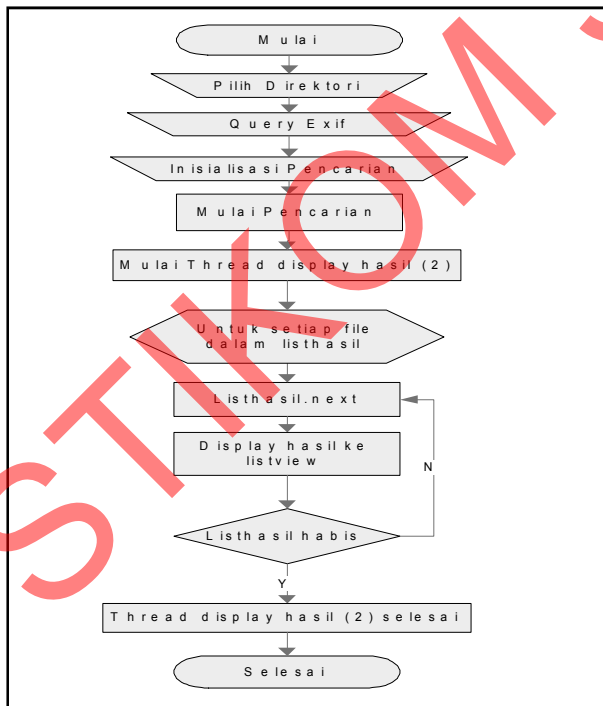 Mulai
Pilih Direktori
Query Exif
Inisialisasi Pencarian
Mulai Pencarian
Mulai Thread display hasil (2)
Untuk setiap file
dalam listhasil
Listhasil.next
Display hasil ke
listview
N
Listhasil habis
Y
Thread display hasil (2) selesai
Selesai
STIKOM S